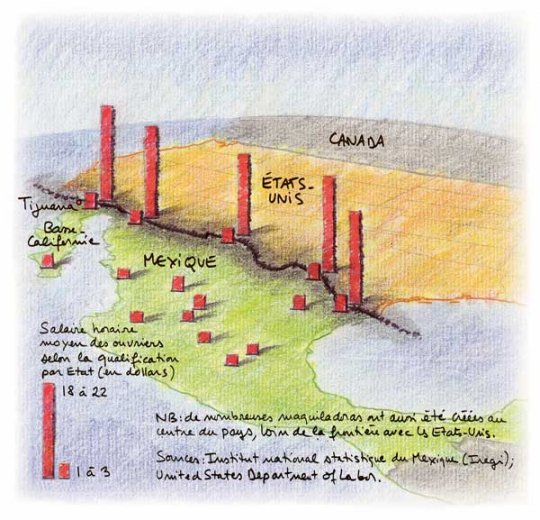 CANADA
ÉTATS-
UNIS
Tijuana
Basse-
Californie
MEXIQUE
Salaire horaire
moyen des ouvriers
selon la qualification
par Etat (en dollars)
18 à 22
1 à 3
NB: de nombreuses maquiladoras ont aussi été créées au
centre du pays, loin de la frontière avec les Etats-Unis.
Sources: Institut national statistique du Mexique (Inegi);
United States Department of Labor.